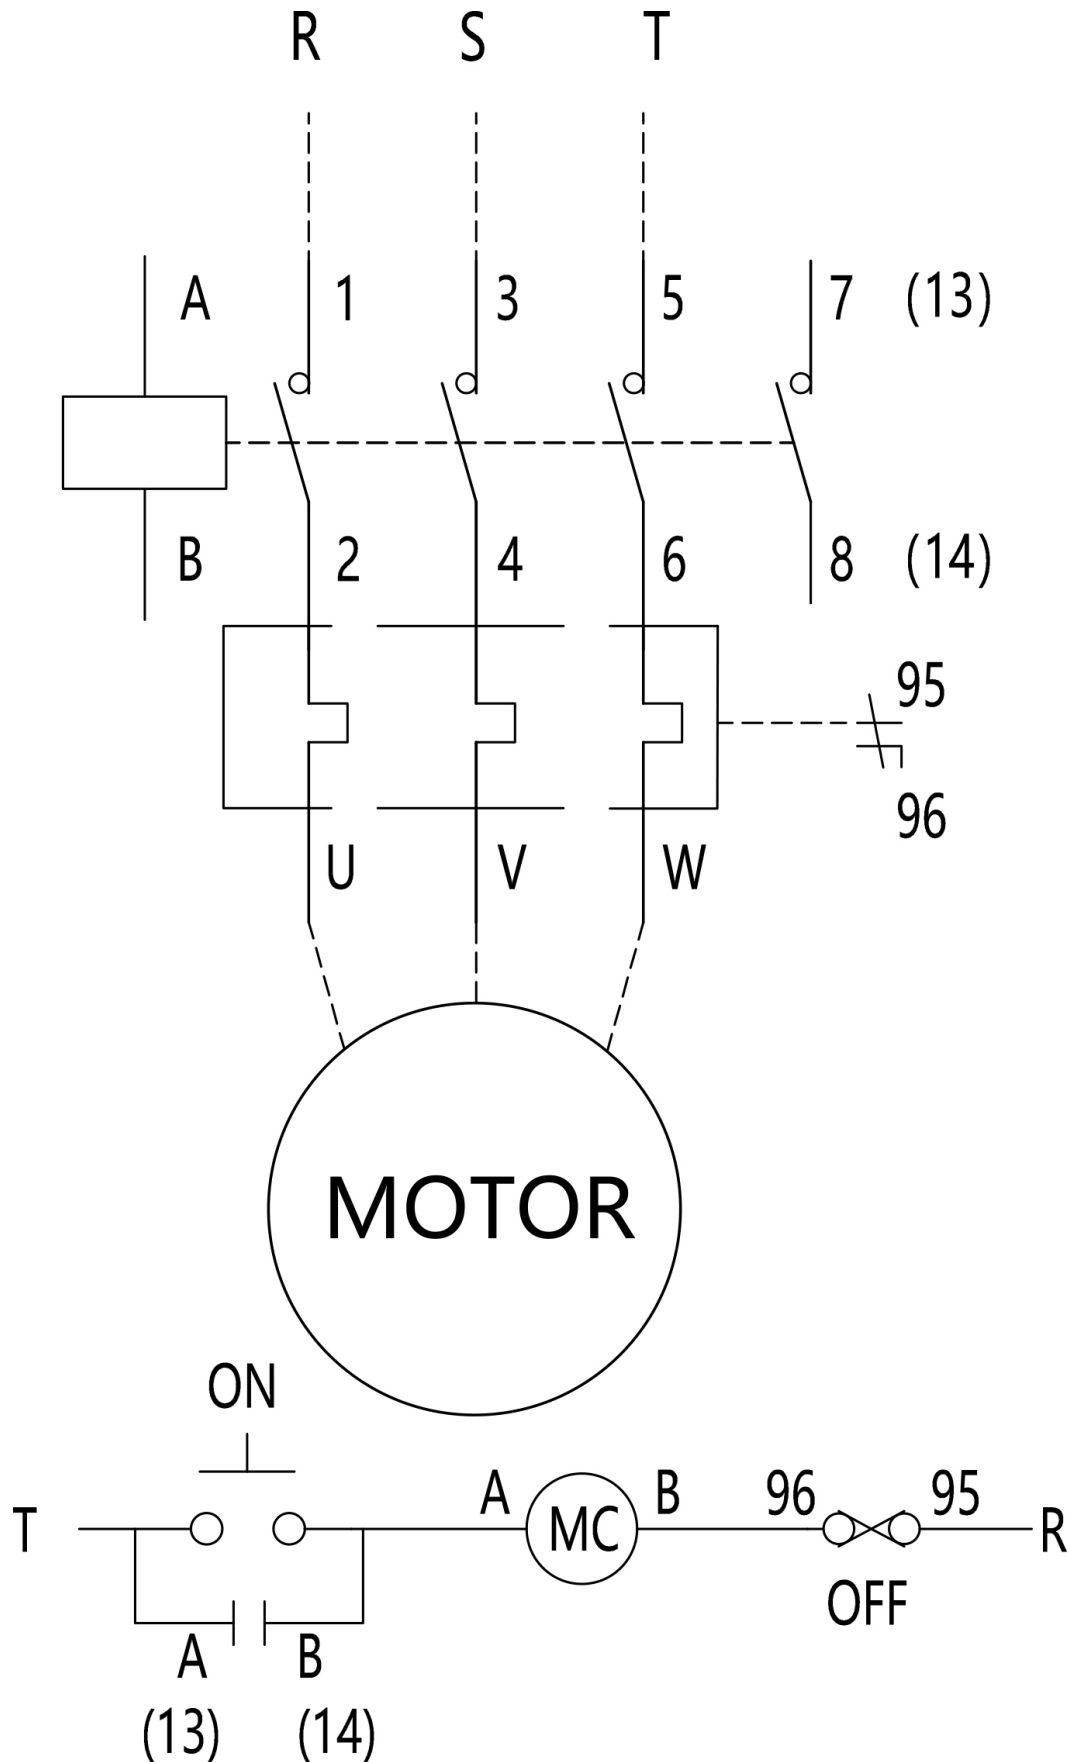 R S T
A 1 3 5 7 (13)
B 2 4 6 8 (14)
95
96
U V W
MOTOR
ON
T A MC B 96 95 R
OFF
A B
(13) (14)